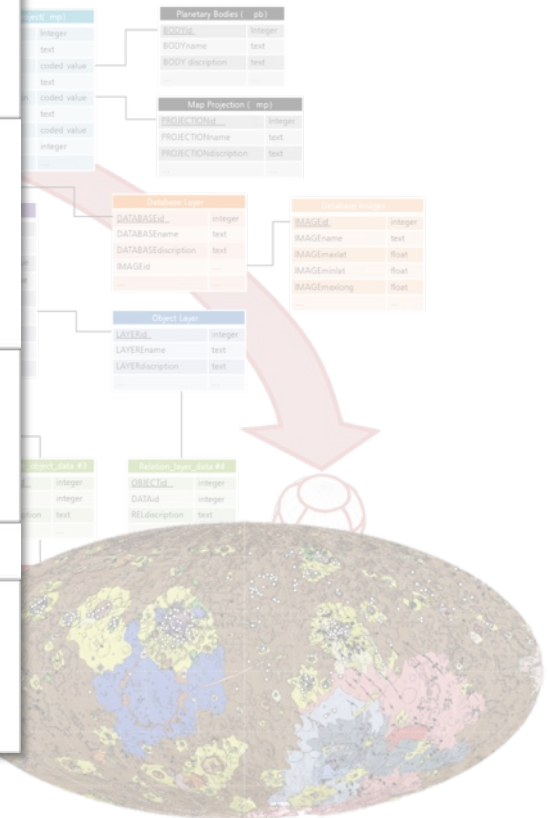 Planetary Bodies ( pb)
BODYid integer
BODYname text
BODY discription text
...
Map Projection ( mp)
PROJECTIONid integer
PROJECTIONname text
PROJECTIONdiscription text
...
integer
text
coded value
text
coded value
text
coded value
integer
Database Layer
DATABASEid integer
DATABASEname text
DATABASEdiscription text
IMAGEid ...
.... ...
IMAGEid integer
IMAGEname text
IMAGEmaxlat float
IMAGEminlat float
IMAGEmaxlong float
... ...
Object Layer
LAYERid integer
LAYEREname text
LAYERdiscription text
.... ...
object_data #3
integer
integer
text
Relation_layer_data #4
OBJECTid integer
DATAid integer
RELdiscription text